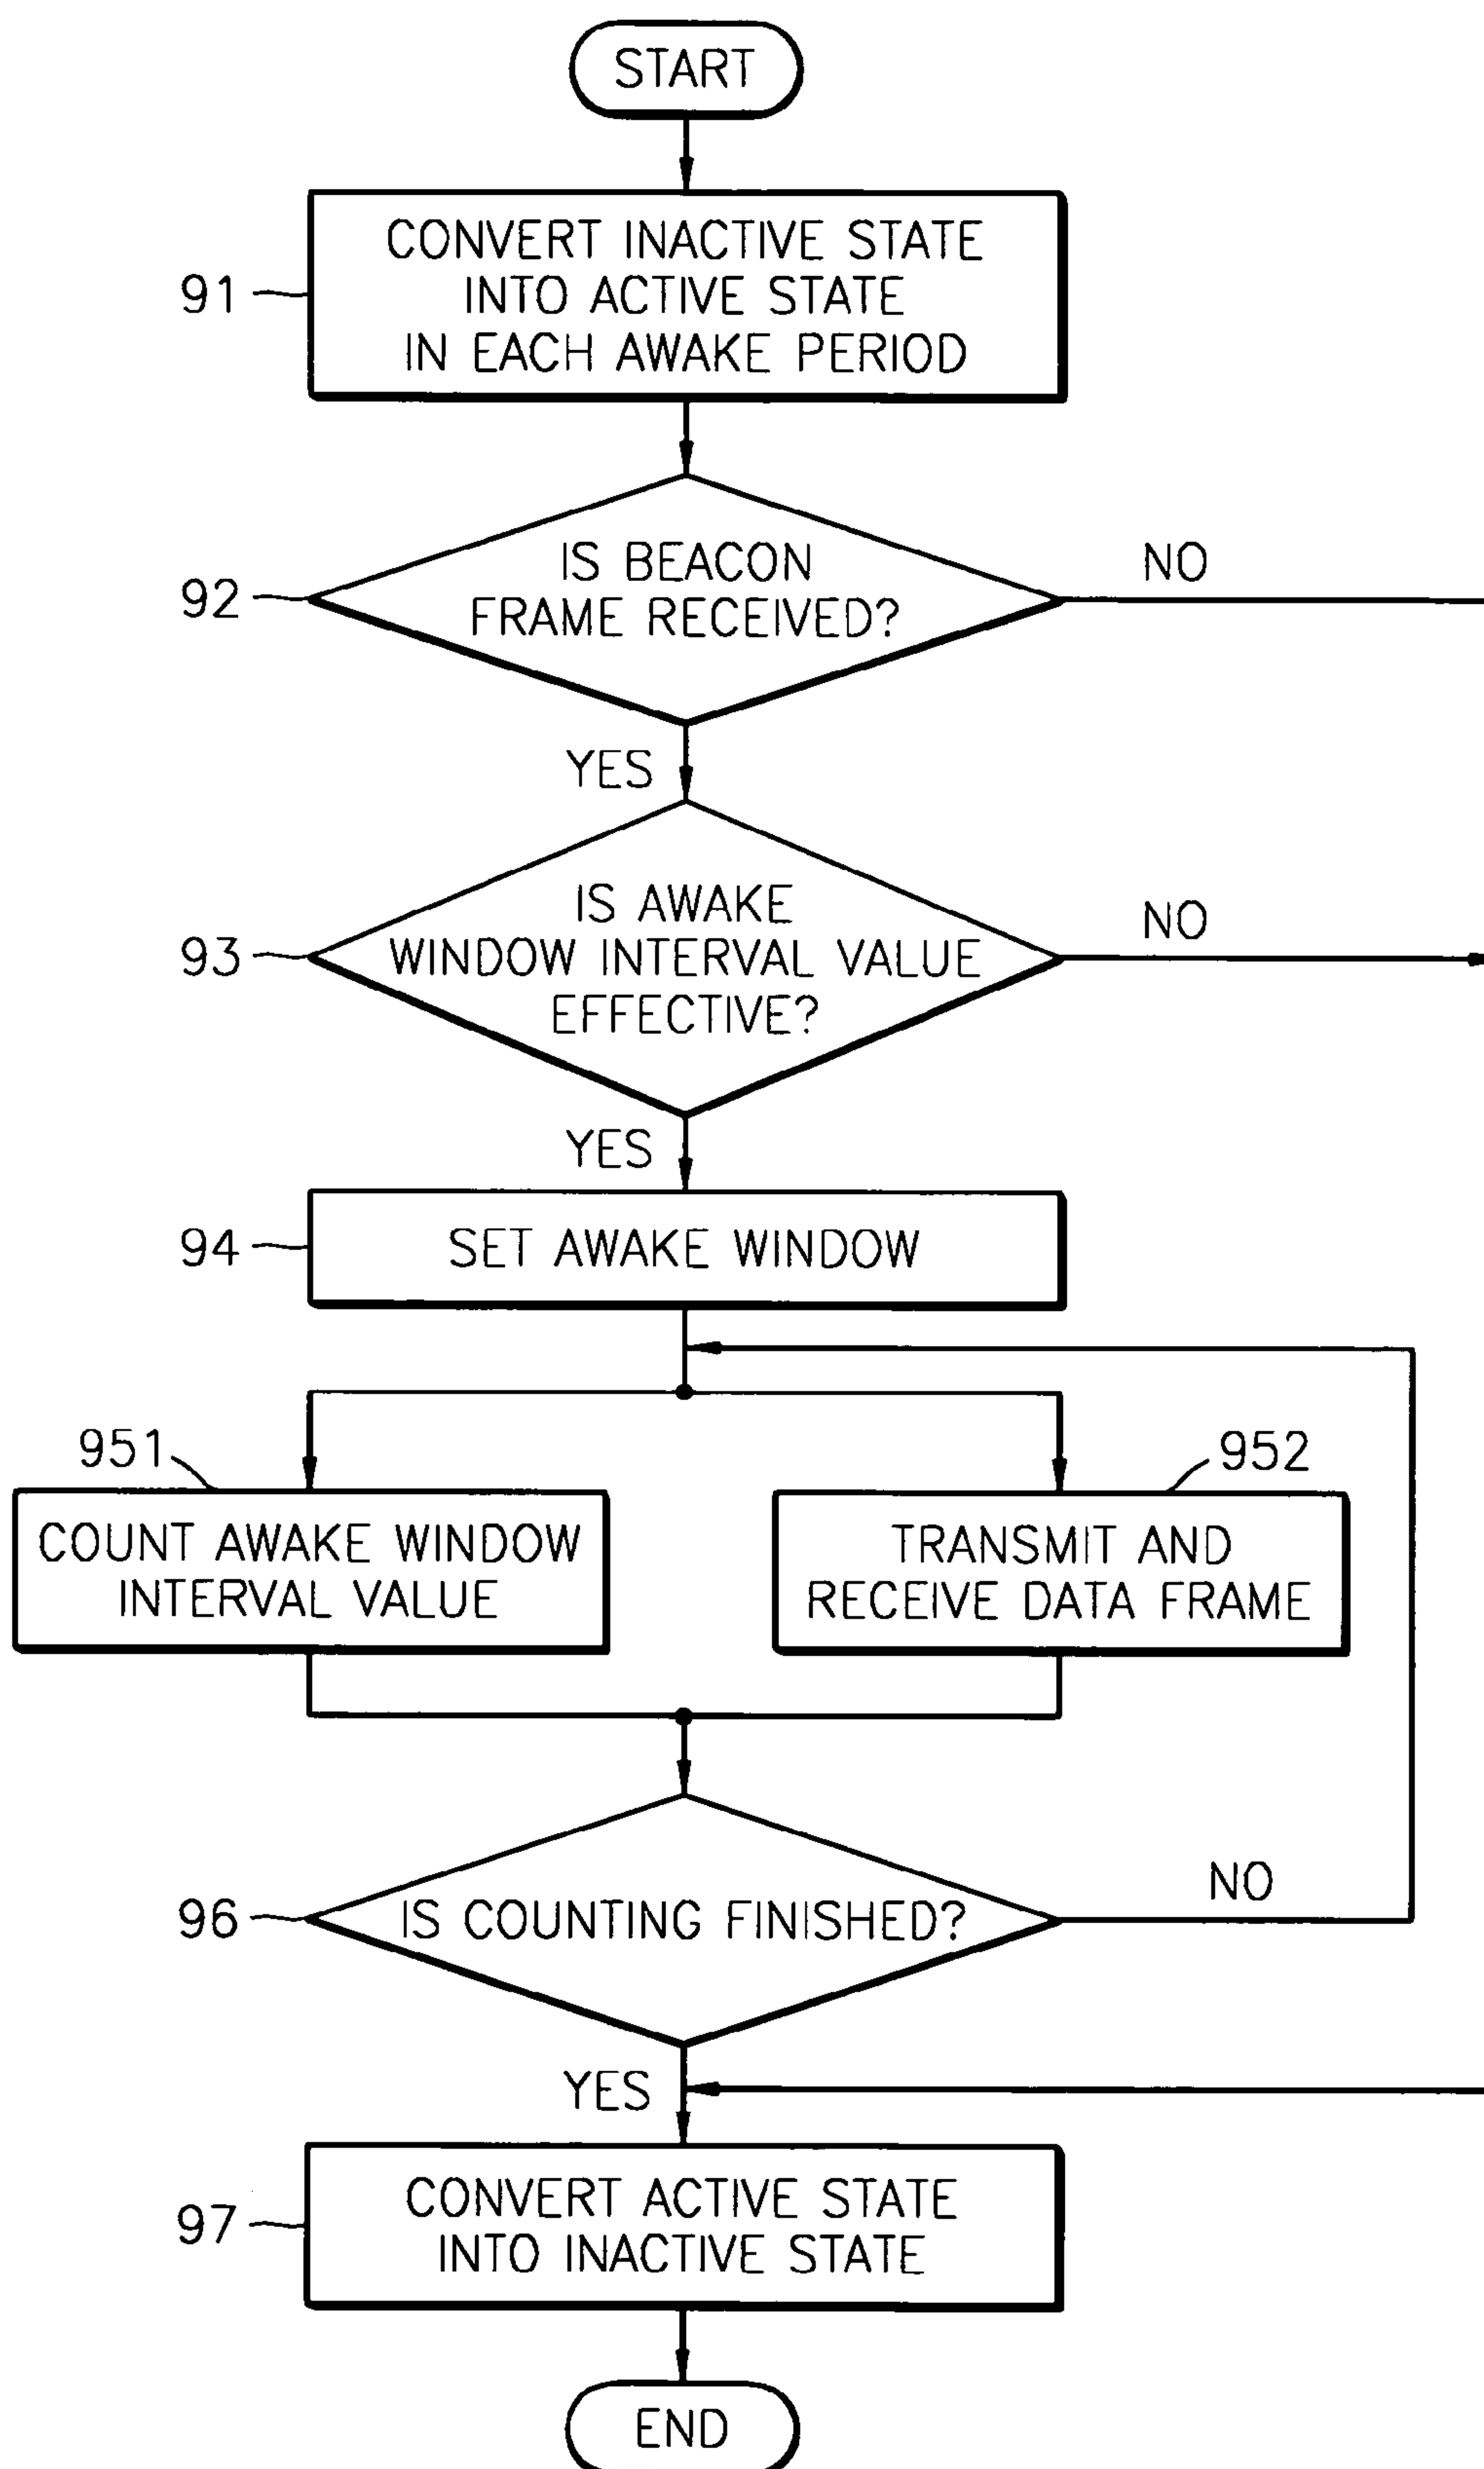 START
91
CONVERT INACTIVE STATE
INTO ACTIVE STATE
IN EACH AWAKE PERIOD
92
IS BEACON
FRAME RECEIVED?
NO
YES
93
IS AWAKE
WINDOW INTERVAL VALUE
EFFECTIVE?
NO
YES
94
SET AWAKE WINDOW
951
COUNT AWAKE WINDOW
INTERVAL VALUE
952
TRANSMIT AND
RECEIVE DATA FRAME
96
IS COUNTING FINISHED?
NO
YES
97
CONVERT ACTIVE STATE
INTO INACTIVE STATE
END